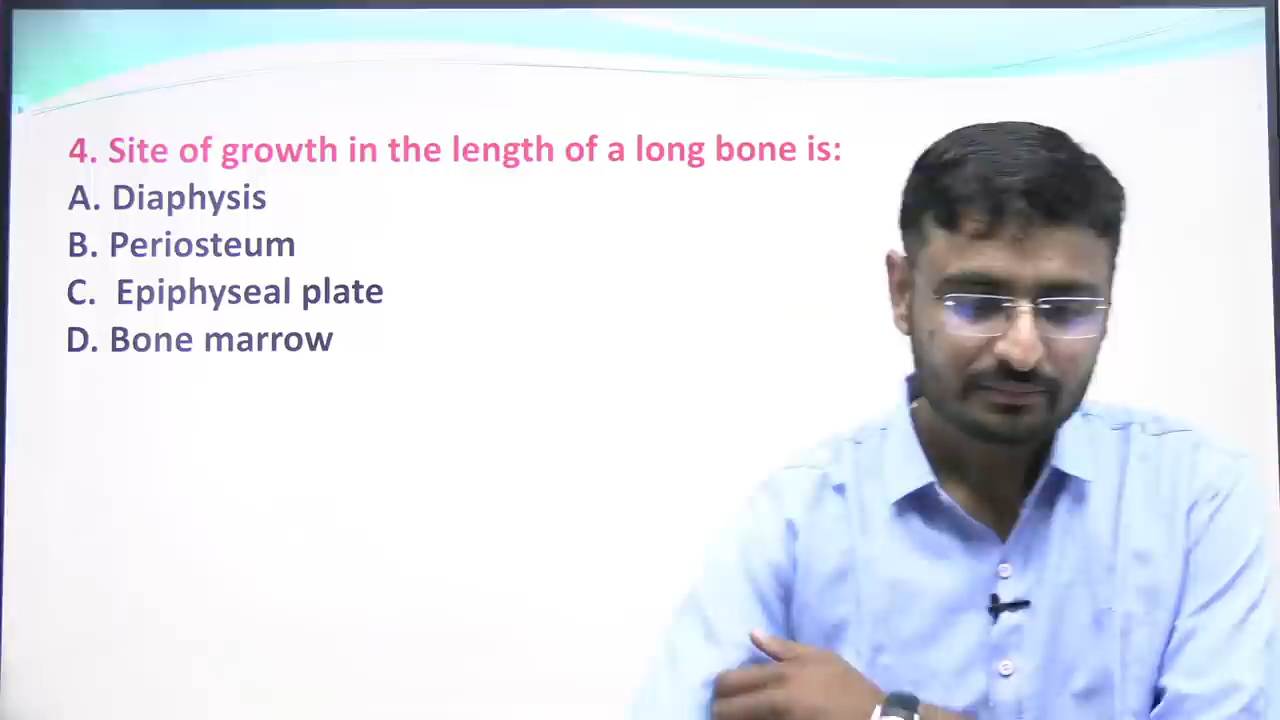 4. Site of growth in the length of a long bone is:
A. Diaphysis
B. Periosteum
C. Epiphyseal plate
D. Bone marrow